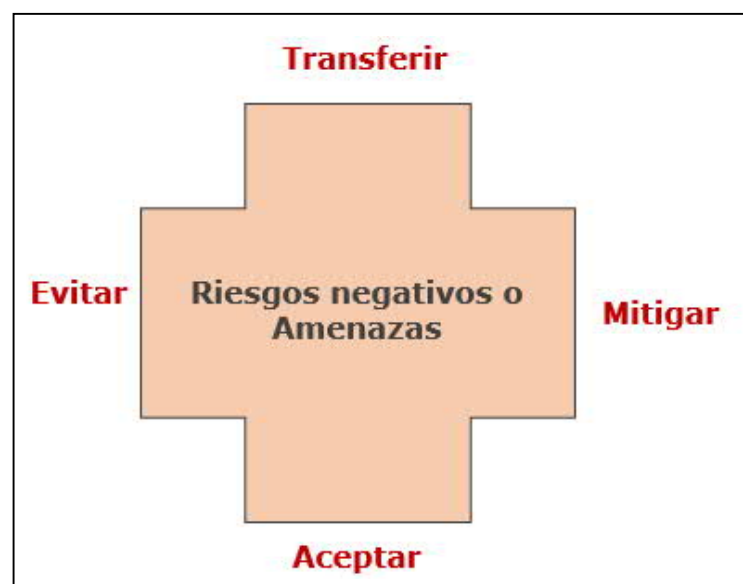 Transferir
Evitar
Riesgos negativos o
Amenazas
Mitigar
Aceptar